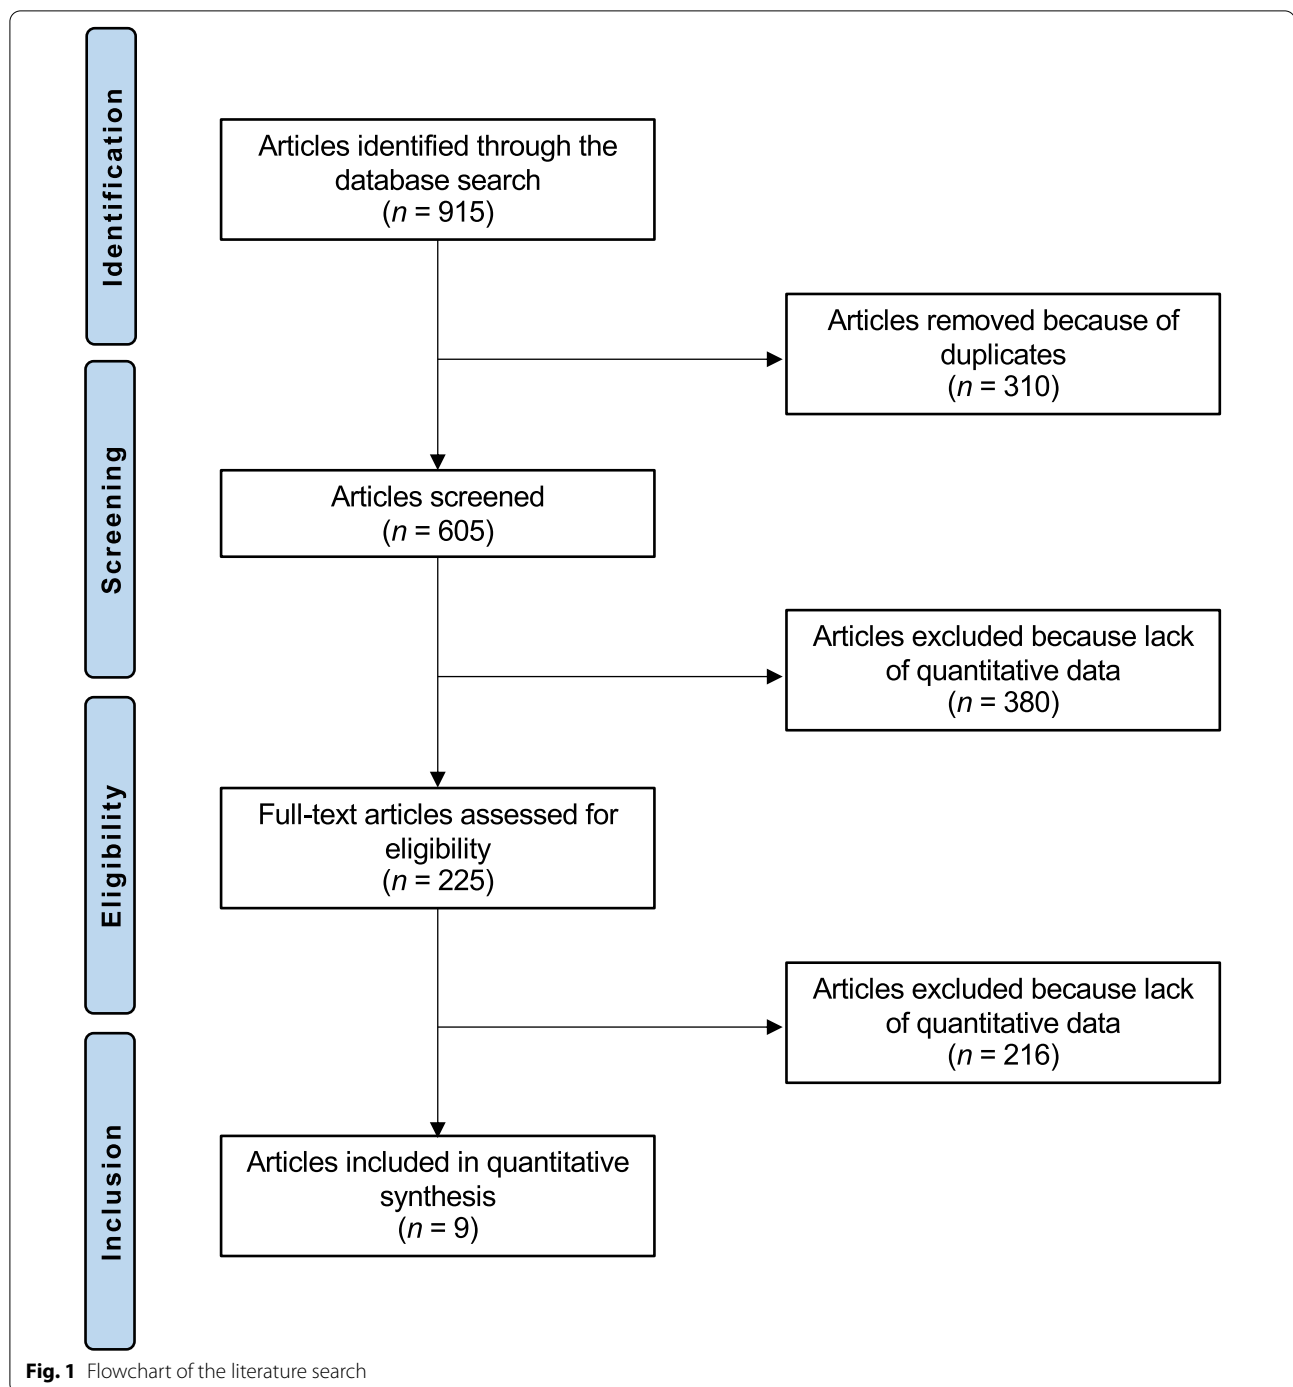 Identification
Articles identified through the
database search
(n = 915)
Articles removed because of
duplicates
(n = 310)
Screening
Articles screened
(n = 605)
Articles excluded because lack
of quantitative data
(n = 380)
Eligibility
Full-text articles assessed for
eligibility
(n = 225)
Articles excluded because lack
of quantitative data
(n = 216)
Inclusion
Articles included in quantitative
synthesis
(n = 9)
Fig. 1 Flowchart of the literature search